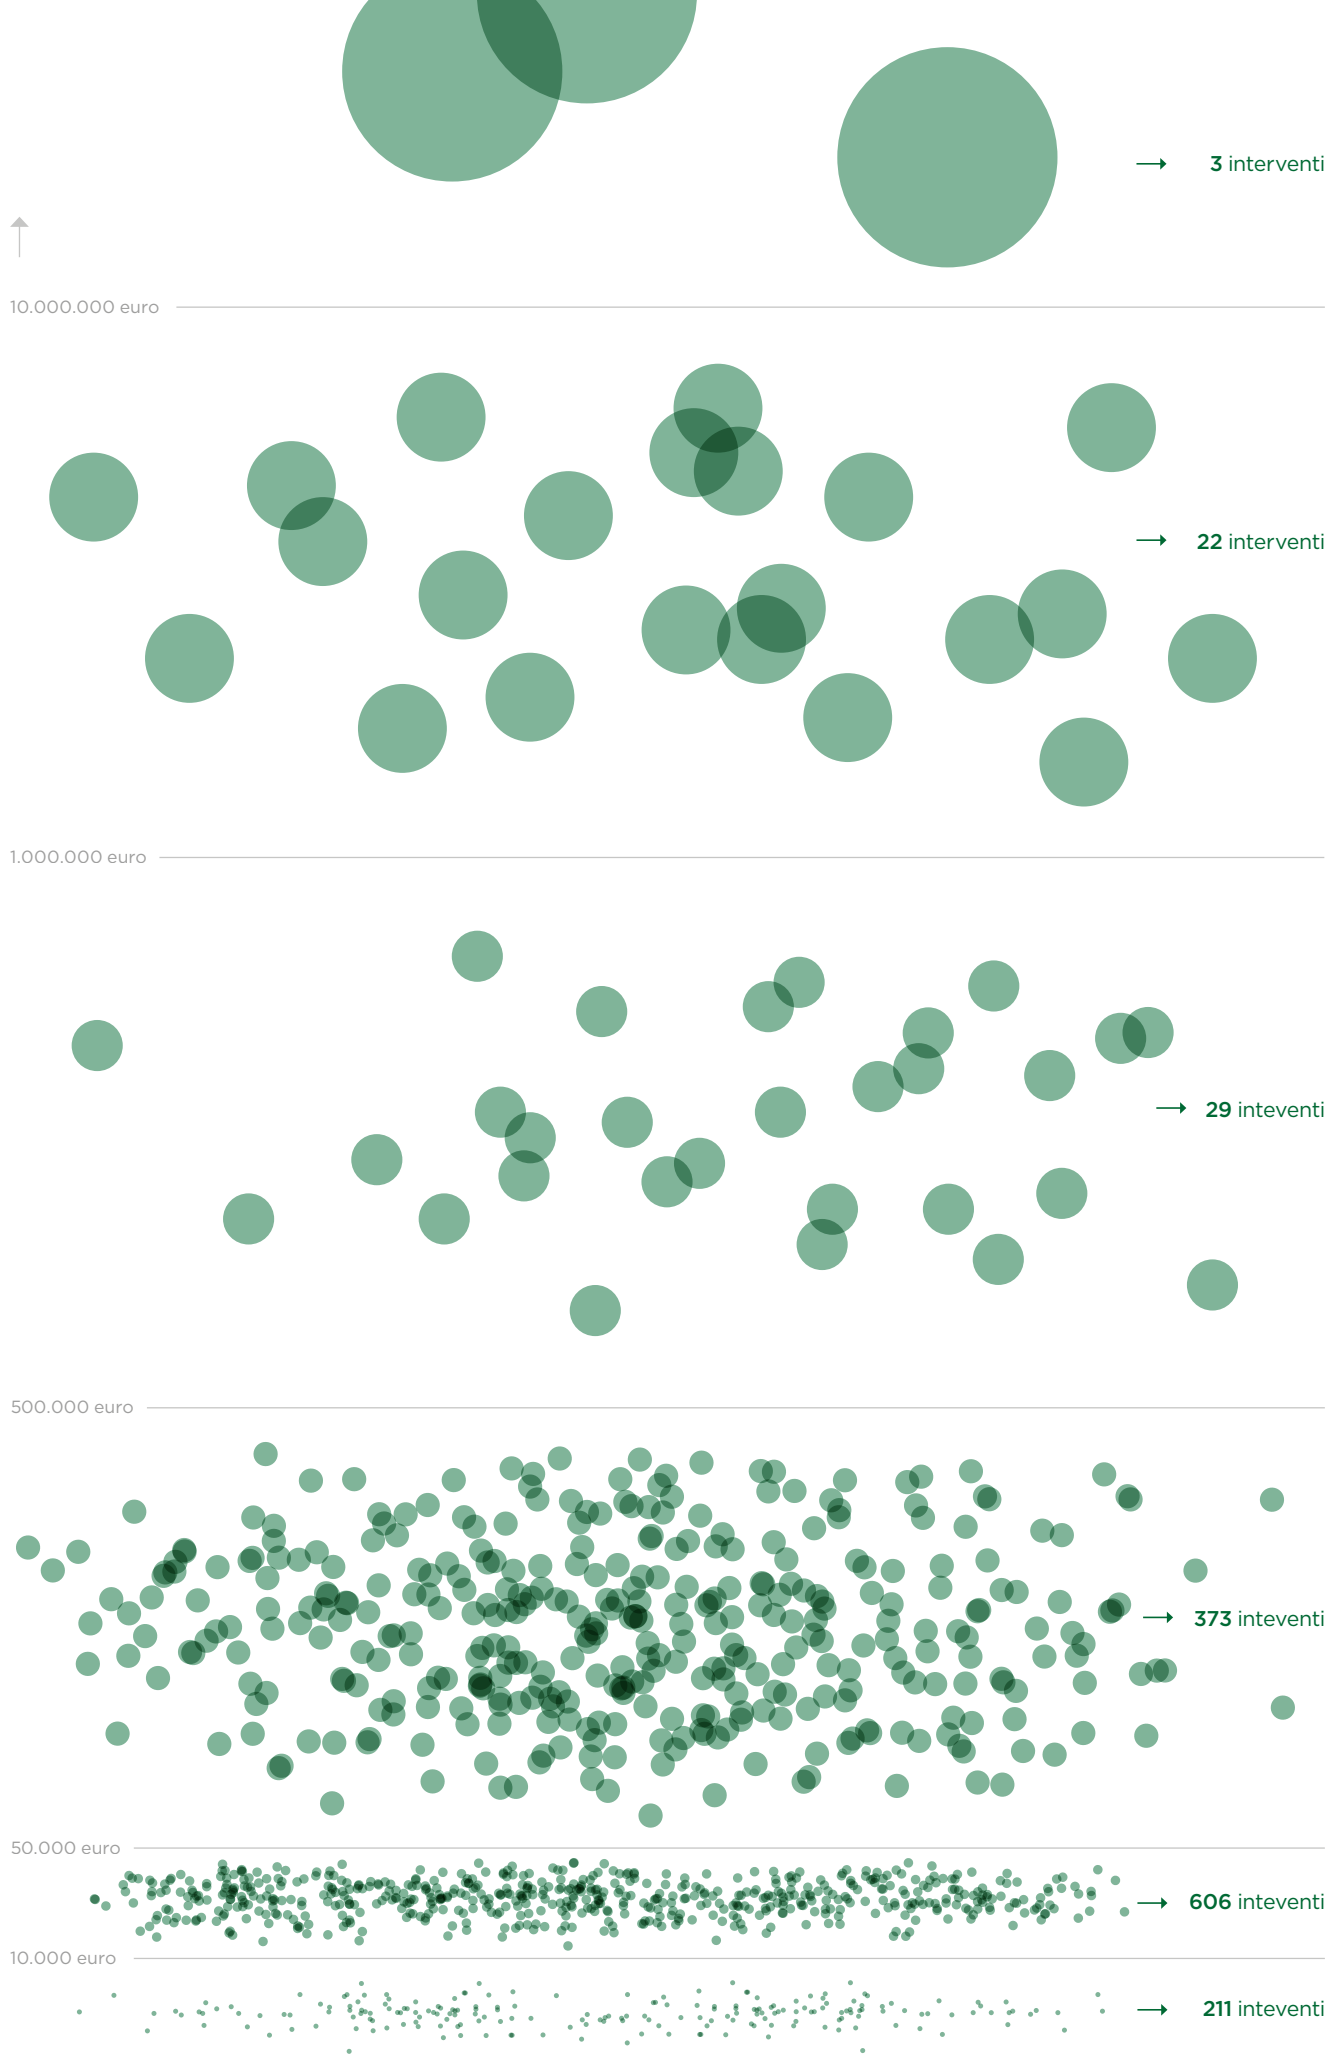 3 interventi
10.000.000 euro
22 interventi
1.000.000 euro
29 inteventi
500.000 euro
373 inteventi
50.000 euro
606 inteventi
10.000 euro
211 inteventi